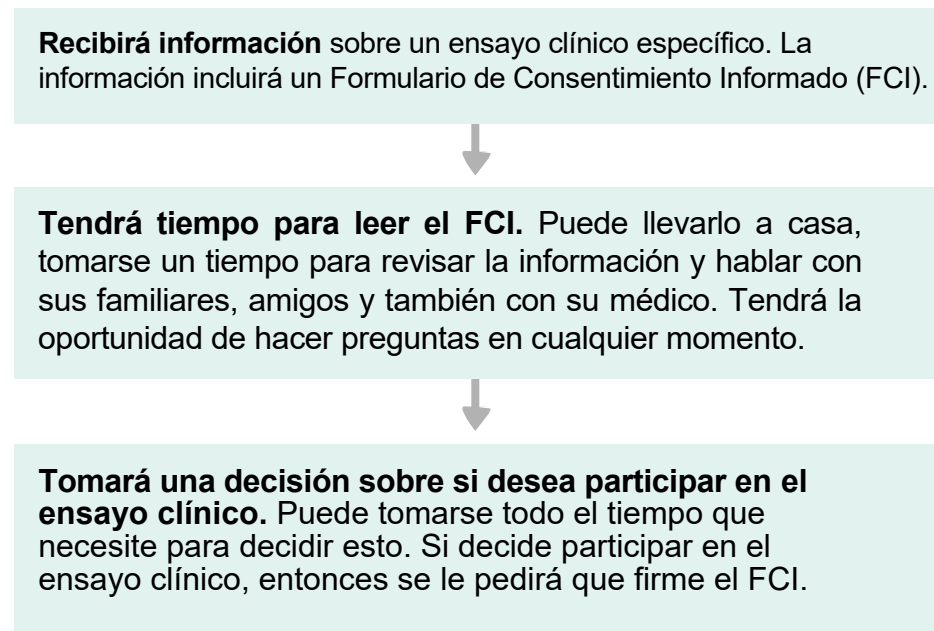 Recibirá información sobre un ensayo clínico específico. La
información incluirá un Formulario de Consentimiento Informado (FCI).
Tendrá tiempo para leer el FCI. Puede llevarlo a casa,
tomarse un tiempo para revisar la información y hablar con
sus familiares, amigos y también con su médico. Tendrá la
oportunidad de hacer preguntas en cualquier momento.
Tomará una decisión sobre si desea participar en el
ensayo clínico. Puede tomarse todo el tiempo que
necesite para decidir esto. Si decide participar en el
ensayo clínico, entonces se le pedirá que firme el FCI.